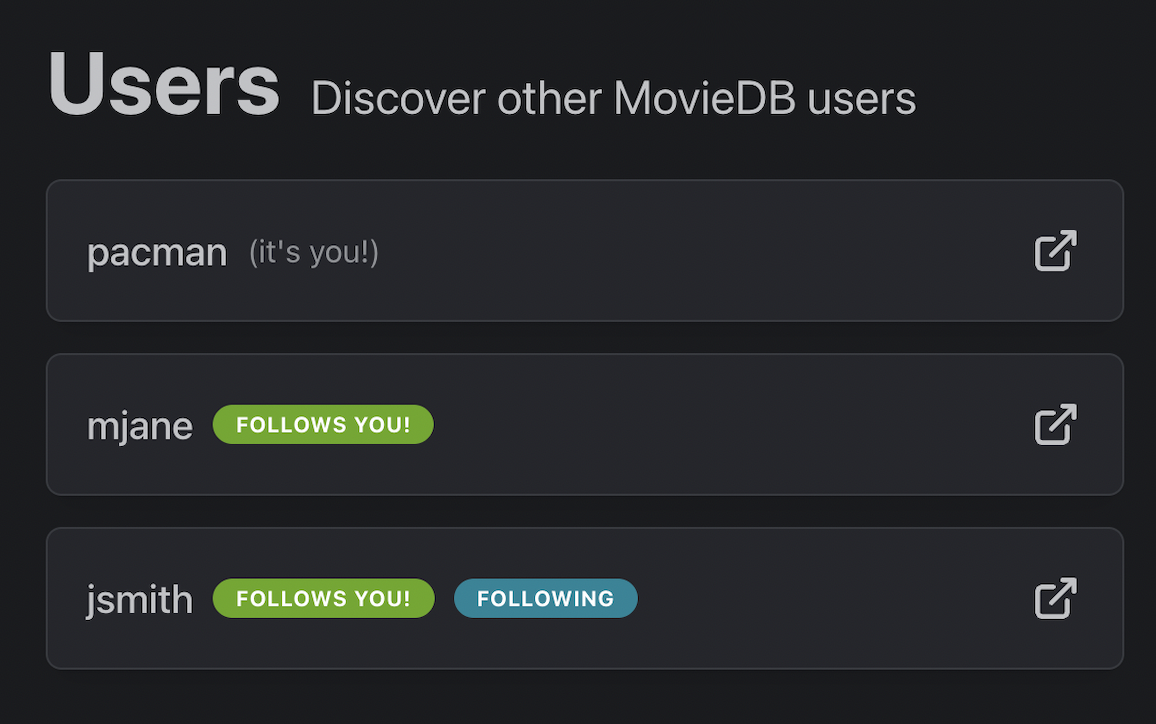 Users Discover other MovieDB users
pacman (it's you!)
mjane FOLLOWS YOU!
jsmith FOLLOWS YOU! FOLLOWING